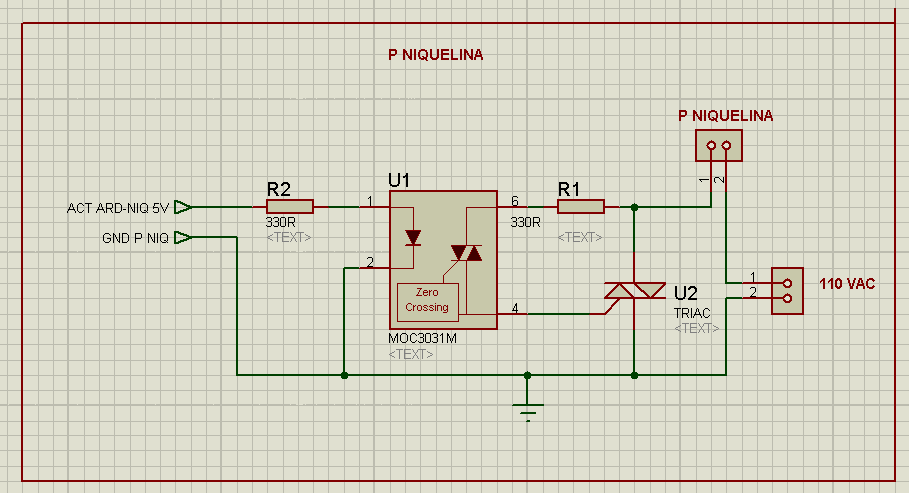 P NIQUELINA
P NIQUELINA
1
2
ACT ARD-NIQ 5V
GND P NIQ
R2
330R
<TEXT>
U1
1
2
6
4
Zero
Crossing
MOC3031M
<TEXT>
R1
330R
<TEXT>
U2
TRIAC
<TEXT>
1
2
110 VAC